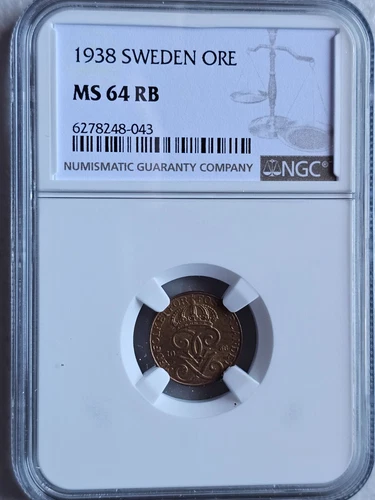 1938 SWEDEN ORE
MS 64 RB
6278248-043
NUMISMATIC GUARANTY COMPANY NGC®